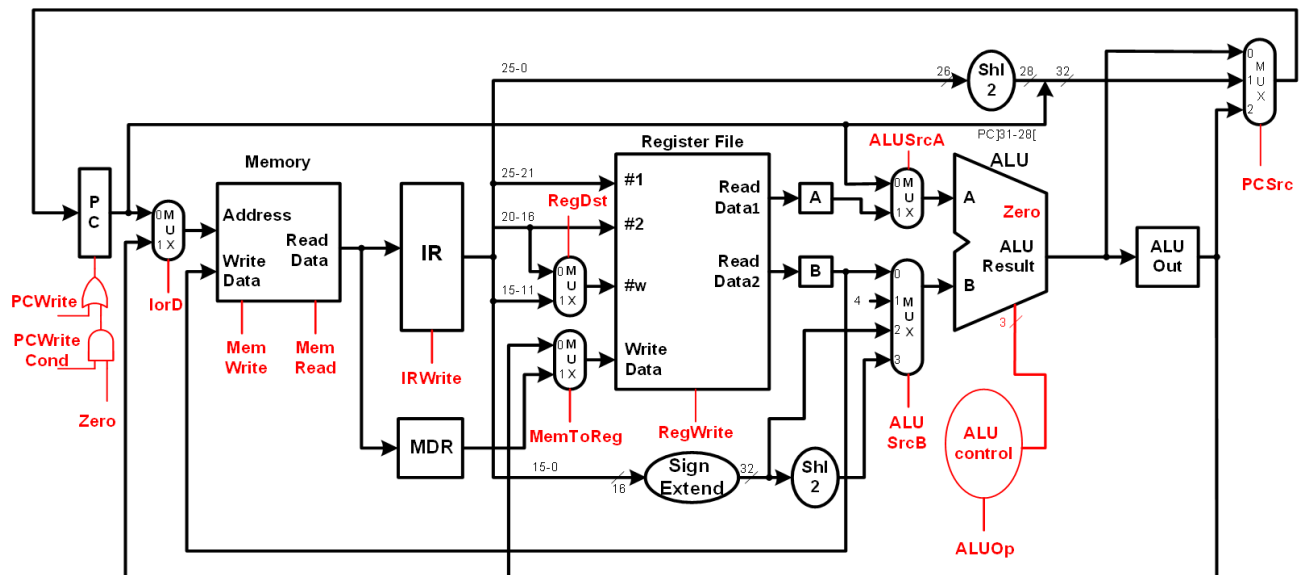 25-0
26
Shl
2
28
32
0
M
U
X
1
2
PCSrc
PC]31-28[
Register File
ALUSrcA
ALU
Memory
25-21
#1
Read
Data1
A
0
M
U
X
1
A
Zero
P
C
0
M
U
X
1
IorD
Address
Write
Data
Read
Data
Mem
Write
Mem
Read
IR
IRWrite
20-16
#2
RegDst
15-11
0
M
U
X
1
#w
Read
Data2
B
0
4
1
M
U
X
2
3
B
ALU
Result
ALU
Out
PCWrite
PCWrite
Cond
Zero
0
M
U
X
1
Write
Data
MemToReg
RegWrite
ALU
SrcB
3
ALU
control
ALUOp
MDR
15-0
16
Sign
Extend
32
Shl
2